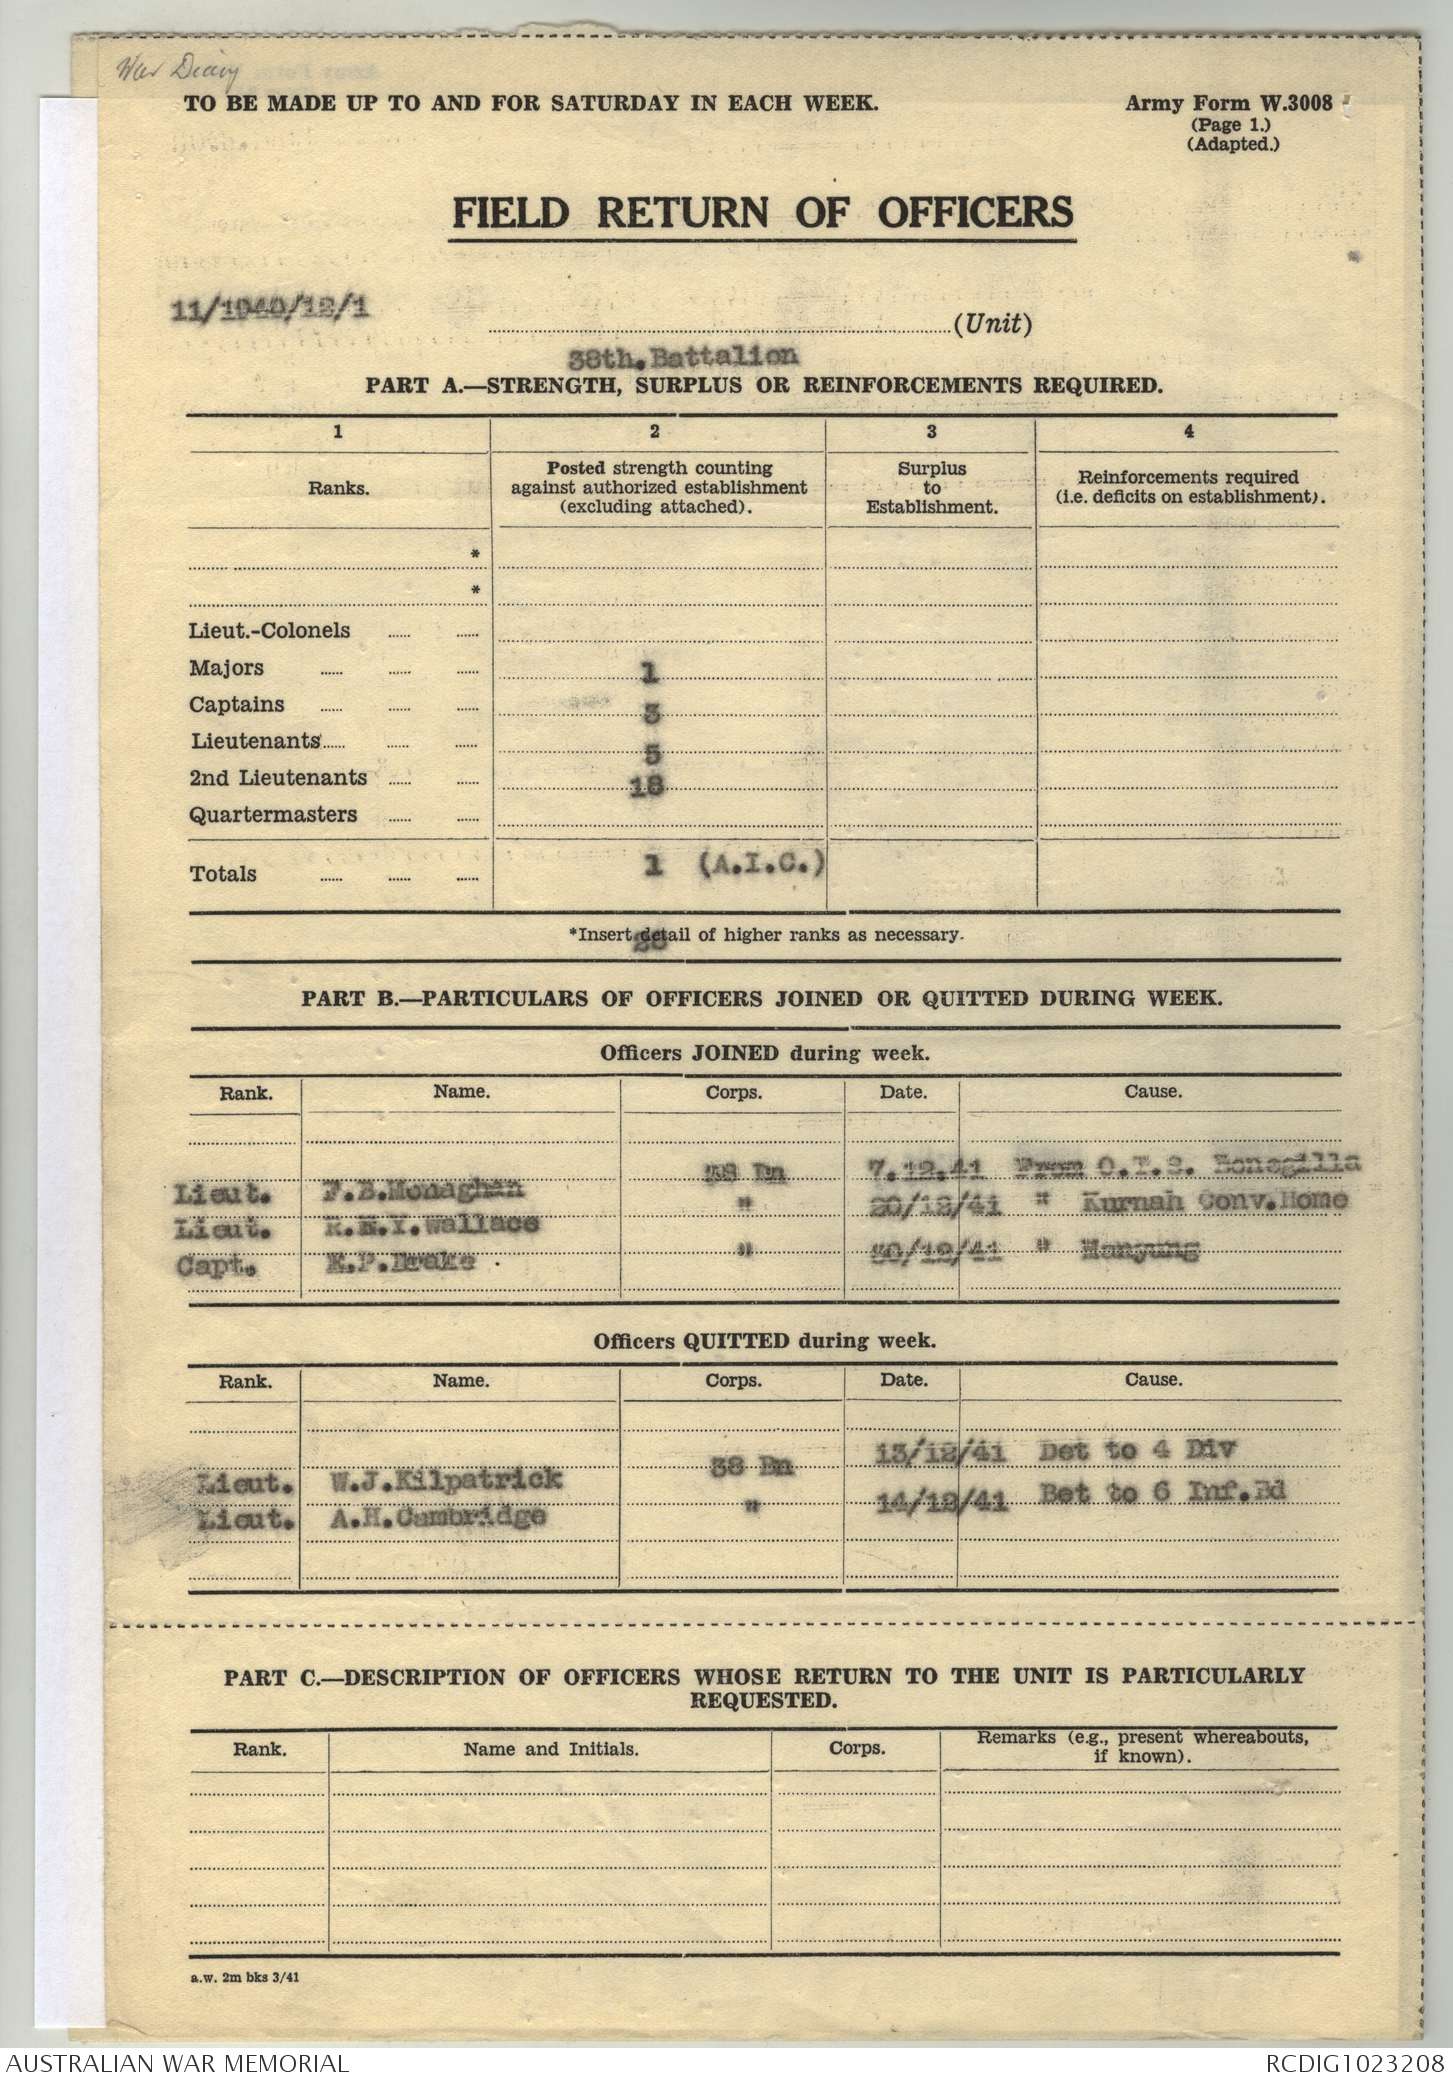 War Diary
TO BE MADE UP TO AND FOR SATURDAY IN EACH WEEK.
Army Form W.3008
(Page 1.)
(Adapted.)
FIELD RETURN OF OFFICERS
11/1940/12/1
(Unit)
38th.Battalion
PART A.—STRENGTH, SURPLUS OR REINFORCEMENTS REQUIRED.
1 2 3 4
Ranks. Posted strength counting against authorized establishment (excluding attached). Surplus to Establishment. Reinforcements required (i.e. deficits on establishment).
*
*
Lieut.-Colonels
Majors 1
Captains 3
Lieutenants 5
2nd Lieutenants 18
Quartermasters
Totals 1 (A.I.C.)
*Insert detail of higher ranks as necessary.
28
PART B.—PARTICULARS OF OFFICERS JOINED OR QUITTED DURING WEEK.
Officers JOINED during week.
Rank. Name. Corps. Date. Cause.
Lieut. F.B.Monaghan 38 Bn 7.12.41 From O.T.S. Bonegilla
Lieut. Wallace " 20/12/41 " Kurnah Conv.Home
Capt. Drake " 20/12/41 "
Officers QUITTED during week.
Rank. Name. Corps. Date. Cause.
Lieut. W.J.Kilpatrick 38 Bn 13/12/41 Det to 4 Div
Lieut. A.H.Cambridge " 14/12/41 Det to 6 Inf.Bd
PART C.—DESCRIPTION OF OFFICERS WHOSE RETURN TO THE UNIT IS PARTICULARLY
REQUESTED.
Rank. Name and Initials. Corps. Remarks (e.g., present whereabouts, if known).
a.w. 2m bks 3/41
AUSTRALIAN WAR MEMORIAL
RCDIG1023208